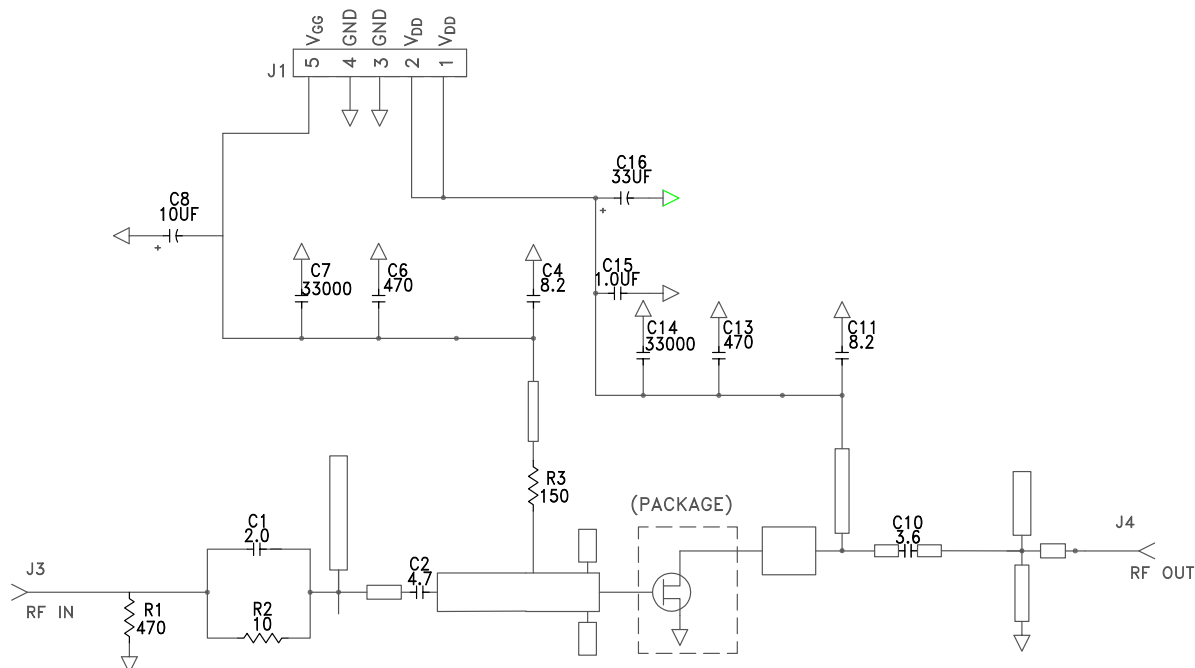 VGG
GND
GND
VDD
VDD
J1
5
4
3
2
1
C16
33UF
+
C8
10UF
+
C7
33000
C6
470
C4
8.2
C15
1.0UF
C14
33000
C13
470
C11
8.2
R3
150
(PACKAGE)
C1
2.0
C10
3.6
J4
RF OUT
J3
RF IN
C2
4.7
R1
470
R2
10